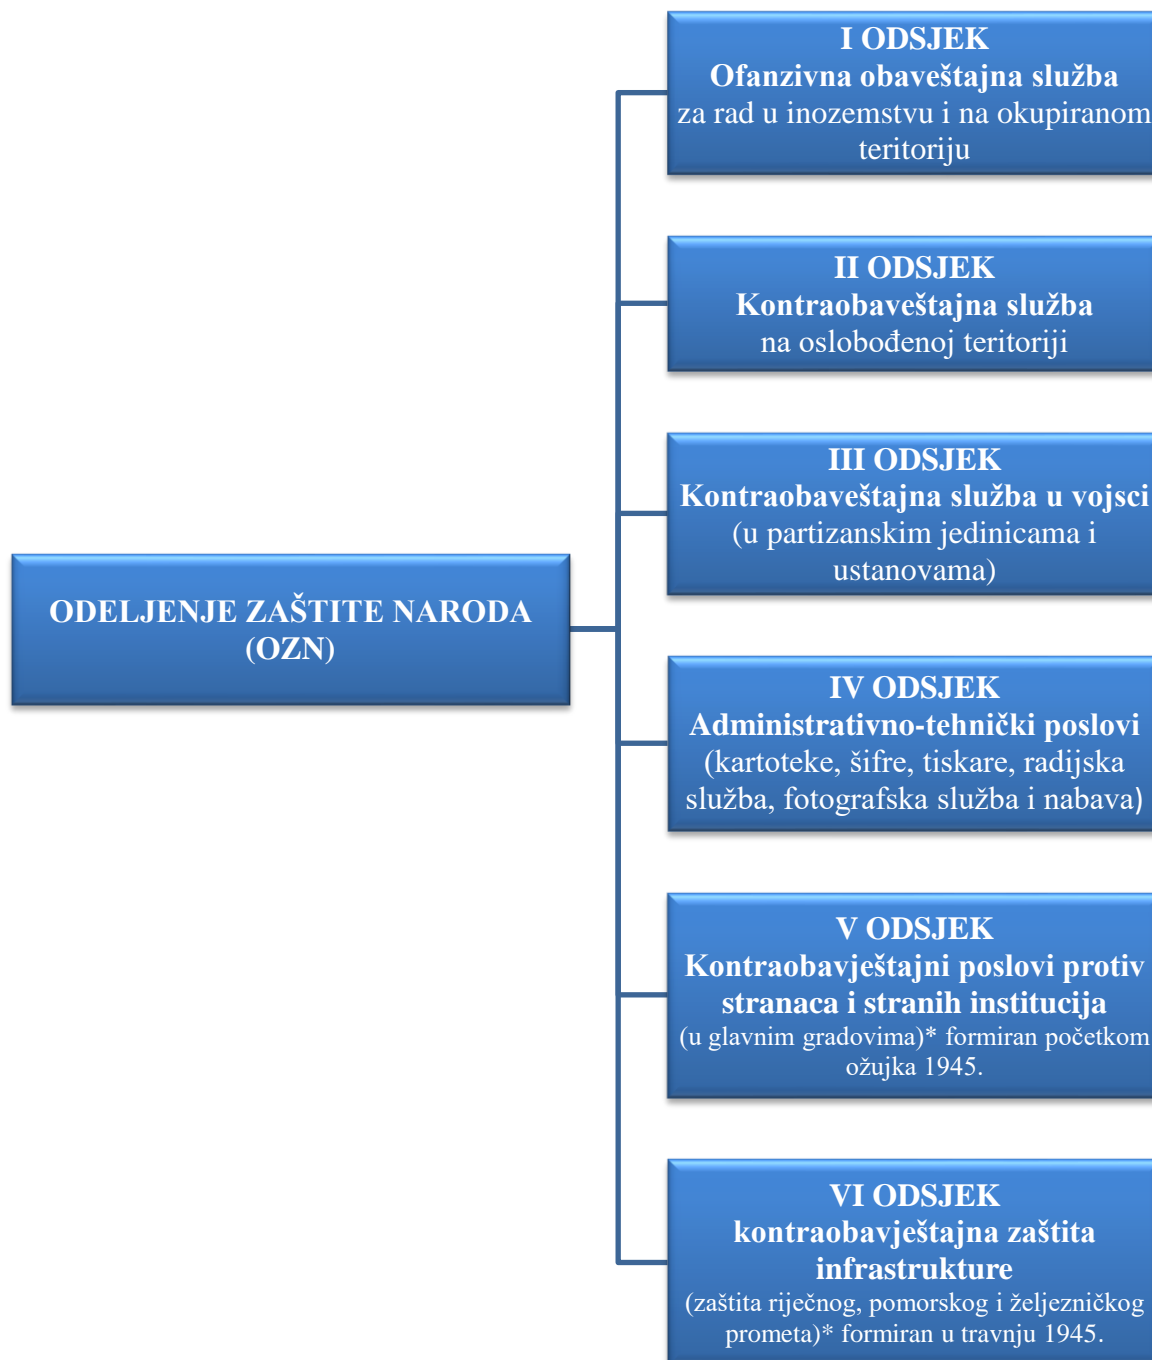 I ODSJEK
Ofanzivna obaveštajna služba
za rad u inozemstvu i na okupiranom
teritoriju
II ODSJEK
Kontraobaveštajna služba
na oslobođenoj teritoriji
III ODSJEK
Kontraobaveštajna služba u vojsci
(u partizanskim jedinicama i
ustanovama)
ODELJENJE ZAŠTITE NARODA
(OZN)
IV ODSJEK
Administrativno-tehnički poslovi
(kartoteke, šifre, tiskare, radijska
služba, fotografska služba i nabava)
V ODSJEK
Kontraobavještajni poslovi protiv
stranaca i stranih institucija
(u glavnim gradovima)* formiran početkom
ožujka 1945.
VI ODSJEK
kontraobavještajna zaštita
infrastrukture
(zaštita riječnog, pomorskog i željezničkog
prometa)* formiran u travnju 1945.